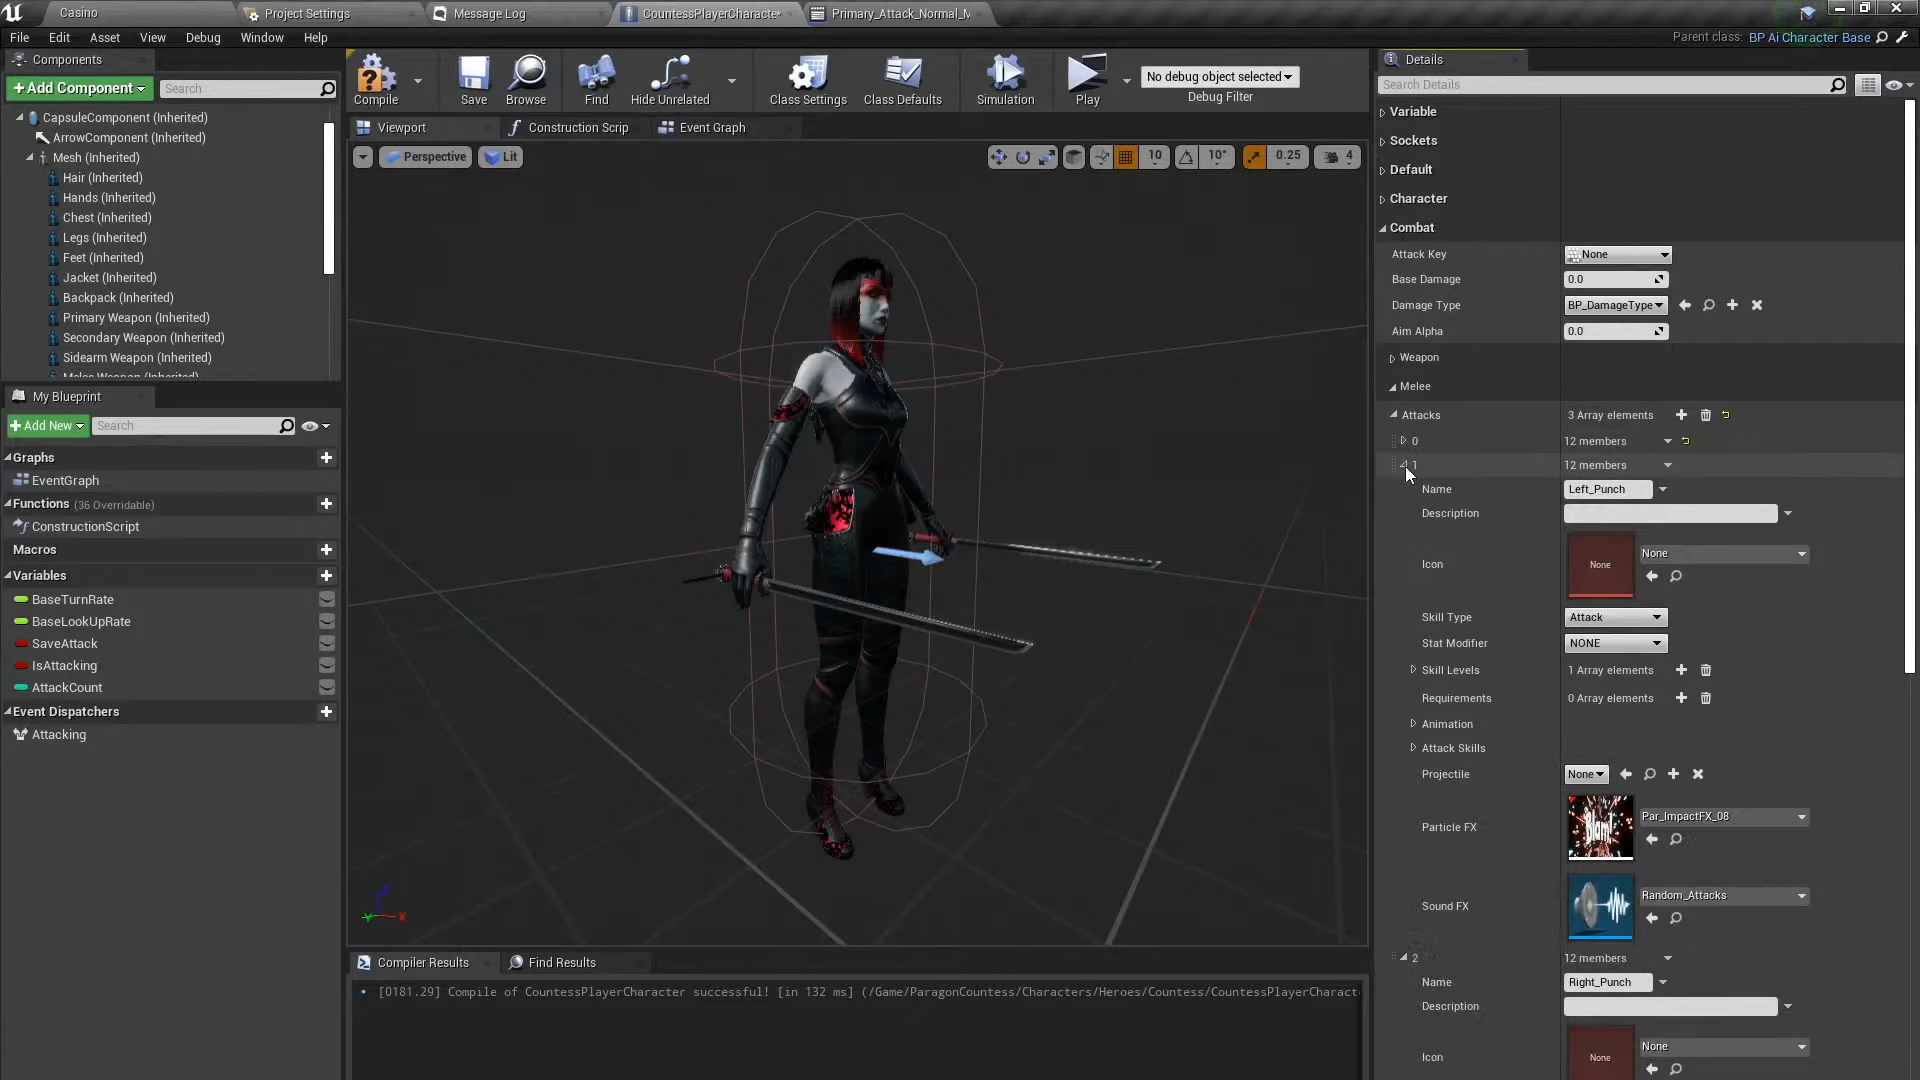 Casino
Project Settings
Message Log
CountessPlayerCharacte
Primary_Attack_Normal_M
File Edit Asset View Debug Window Help
Parent class: BP Ai Character Base
Components
+Add Component
Search
CapsuleComponent (Inherited)
ArrowComponent (Inherited)
Mesh (Inherited)
Hair (Inherited)
Hands (Inherited)
Chest (Inherited)
Legs (Inherited)
Feet (Inherited)
Jacket (Inherited)
Backpack (Inherited)
Primary Weapon (Inherited)
Secondary Weapon (Inherited)
Sidearm Weapon (Inherited)
My Blueprint
+Add New
Search
Graphs
EventGraph
Functions (36 Overridable)
ConstructionScript
Macros
Variables
BaseTurnRate
BaseLookUpRate
SaveAttack
IsAttacking
AttackCount
Event Dispatchers
Attacking
Compile
Save
Browse
Find
Hide Unrelated
Class Settings
Class Defaults
Simulation
Play
No debug object selected
Debug Filter
Viewport
Construction Scrip
Event Graph
Perspective
Lit
10
10°
0.25
4
Z
Y
X
Compiler Results
Find Results
[0181.29] Compile of CountessPlayerCharacter successful! [in 132 ms] (/Game/ParagonCountess/Characters/Heroes/Countess/CountessPlayerCharact
Details
Search Details
Variable
Sockets
Default
Character
Combat
Attack Key None
Base Damage 0.0
Damage Type BP_DamageType
Aim Alpha 0.0
Weapon
Melee
Attacks 3 Array elements
0 12 members
1 12 members
Name Left_Punch
Description
Icon None None
Skill Type Attack
Stat Modifier NONE
Skill Levels 1 Array elements
Requirements 0 Array elements
Animation
Attack Skills
Projectile None
Particle FX Blam! Par_ImpactFX_08
Sound FX Random_Attacks
2 12 members
Name Right_Punch
Description
Icon None None